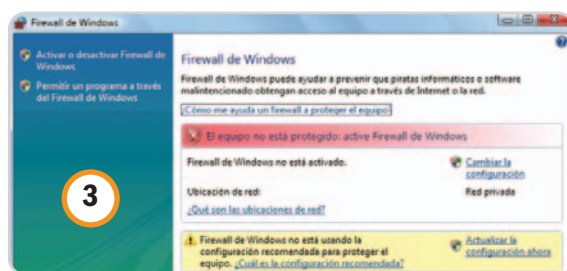 Firewall de Windows
Activar o desactivar Firewall de
Windows
Permitir un programa a través
del Firewall de Windows
3
Firewall de Windows
Firewall de Windows puede ayudar a prevenir que piratas informáticos o software
malintencionado obtengan acceso al equipo a través de Internet o la red.
¿Cómo me ayuda un firewall a proteger el equipo?
El equipo no está protegido: active Firewall de Windows
Firewall de Windows no está activado.
Cambiar la
configuración
Ubicación de red:
Red privada
¿Qué son las ubicaciones de red?
Firewall de Windows no está usando la
configuración recomendada para proteger el
equipo. ¿Cuál es la configuración recomendada?
Actualizar la
configuración ahora